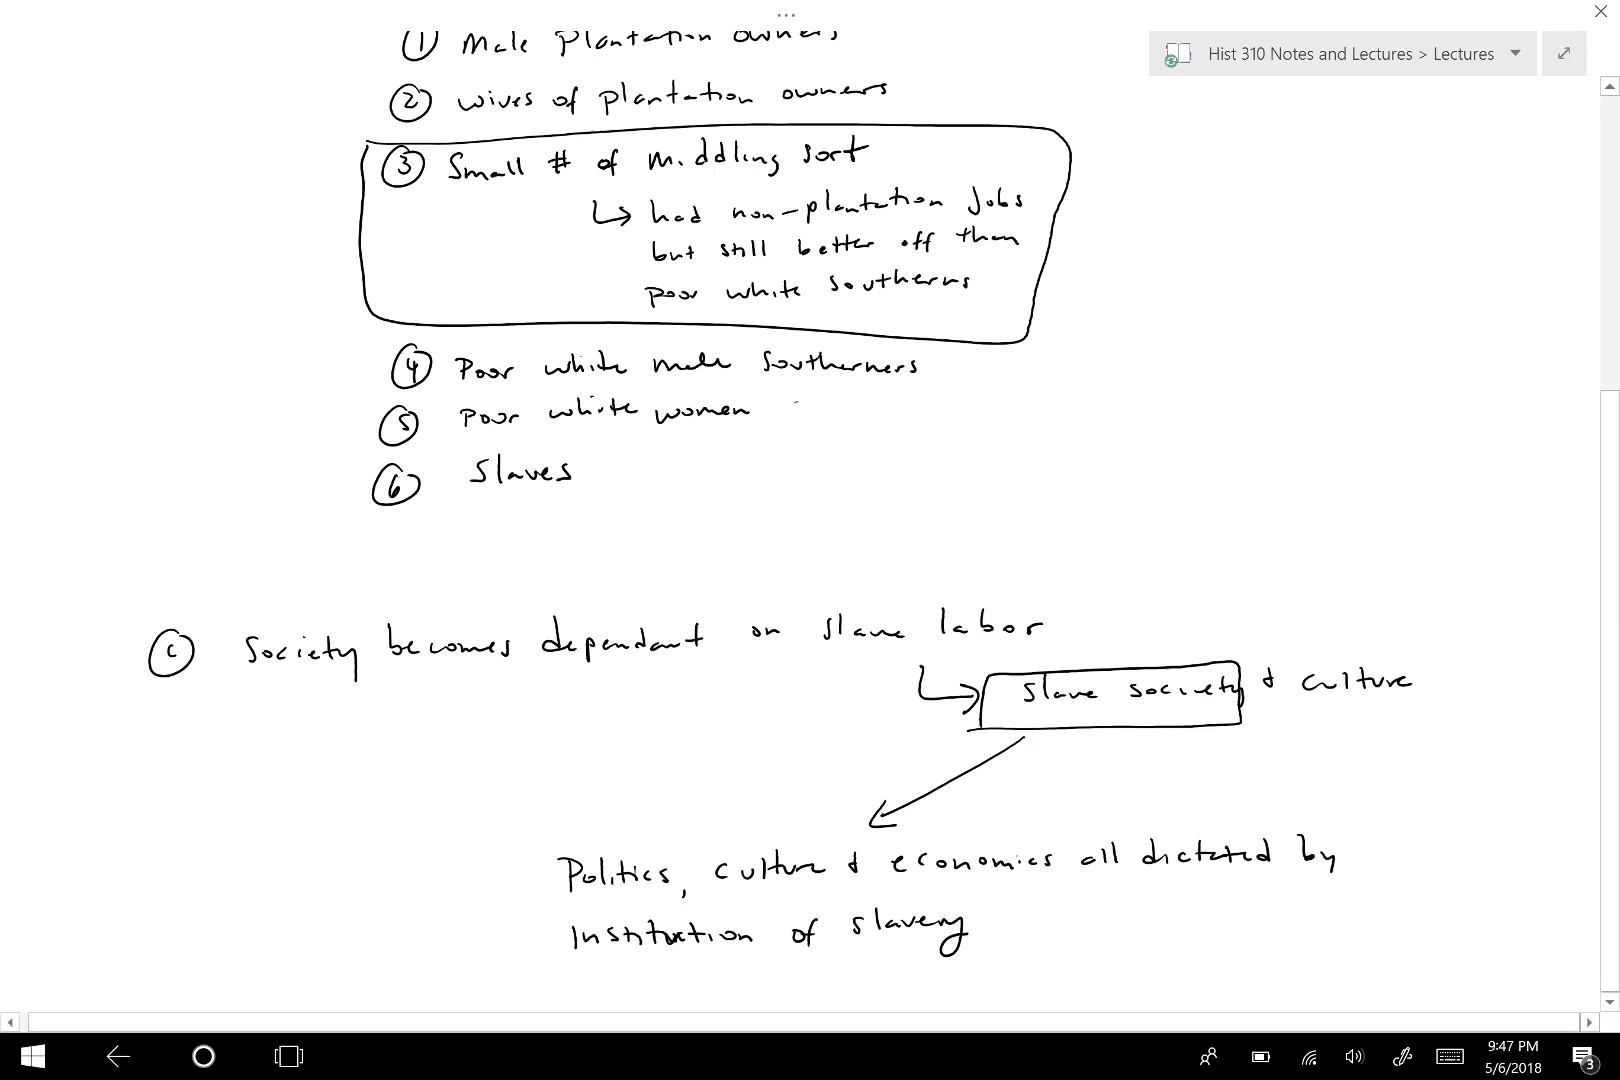 (1) Male Plantation owners
Hist 310 Notes and Lectures > Lectures
(2) wives of plantation owners
(3) Small # of middling sort
↳ had non-plantation jobs
but still better off than
poor white southerns
(4) Poor white male Southerners
(5) Poor white women
(6) Slaves
(c) Society becomes dependant on slave labor
↳ Slave society & culture
Politics, culture & economics all dictated by
Institution of slavery
9:47 PM
5/6/2018
3